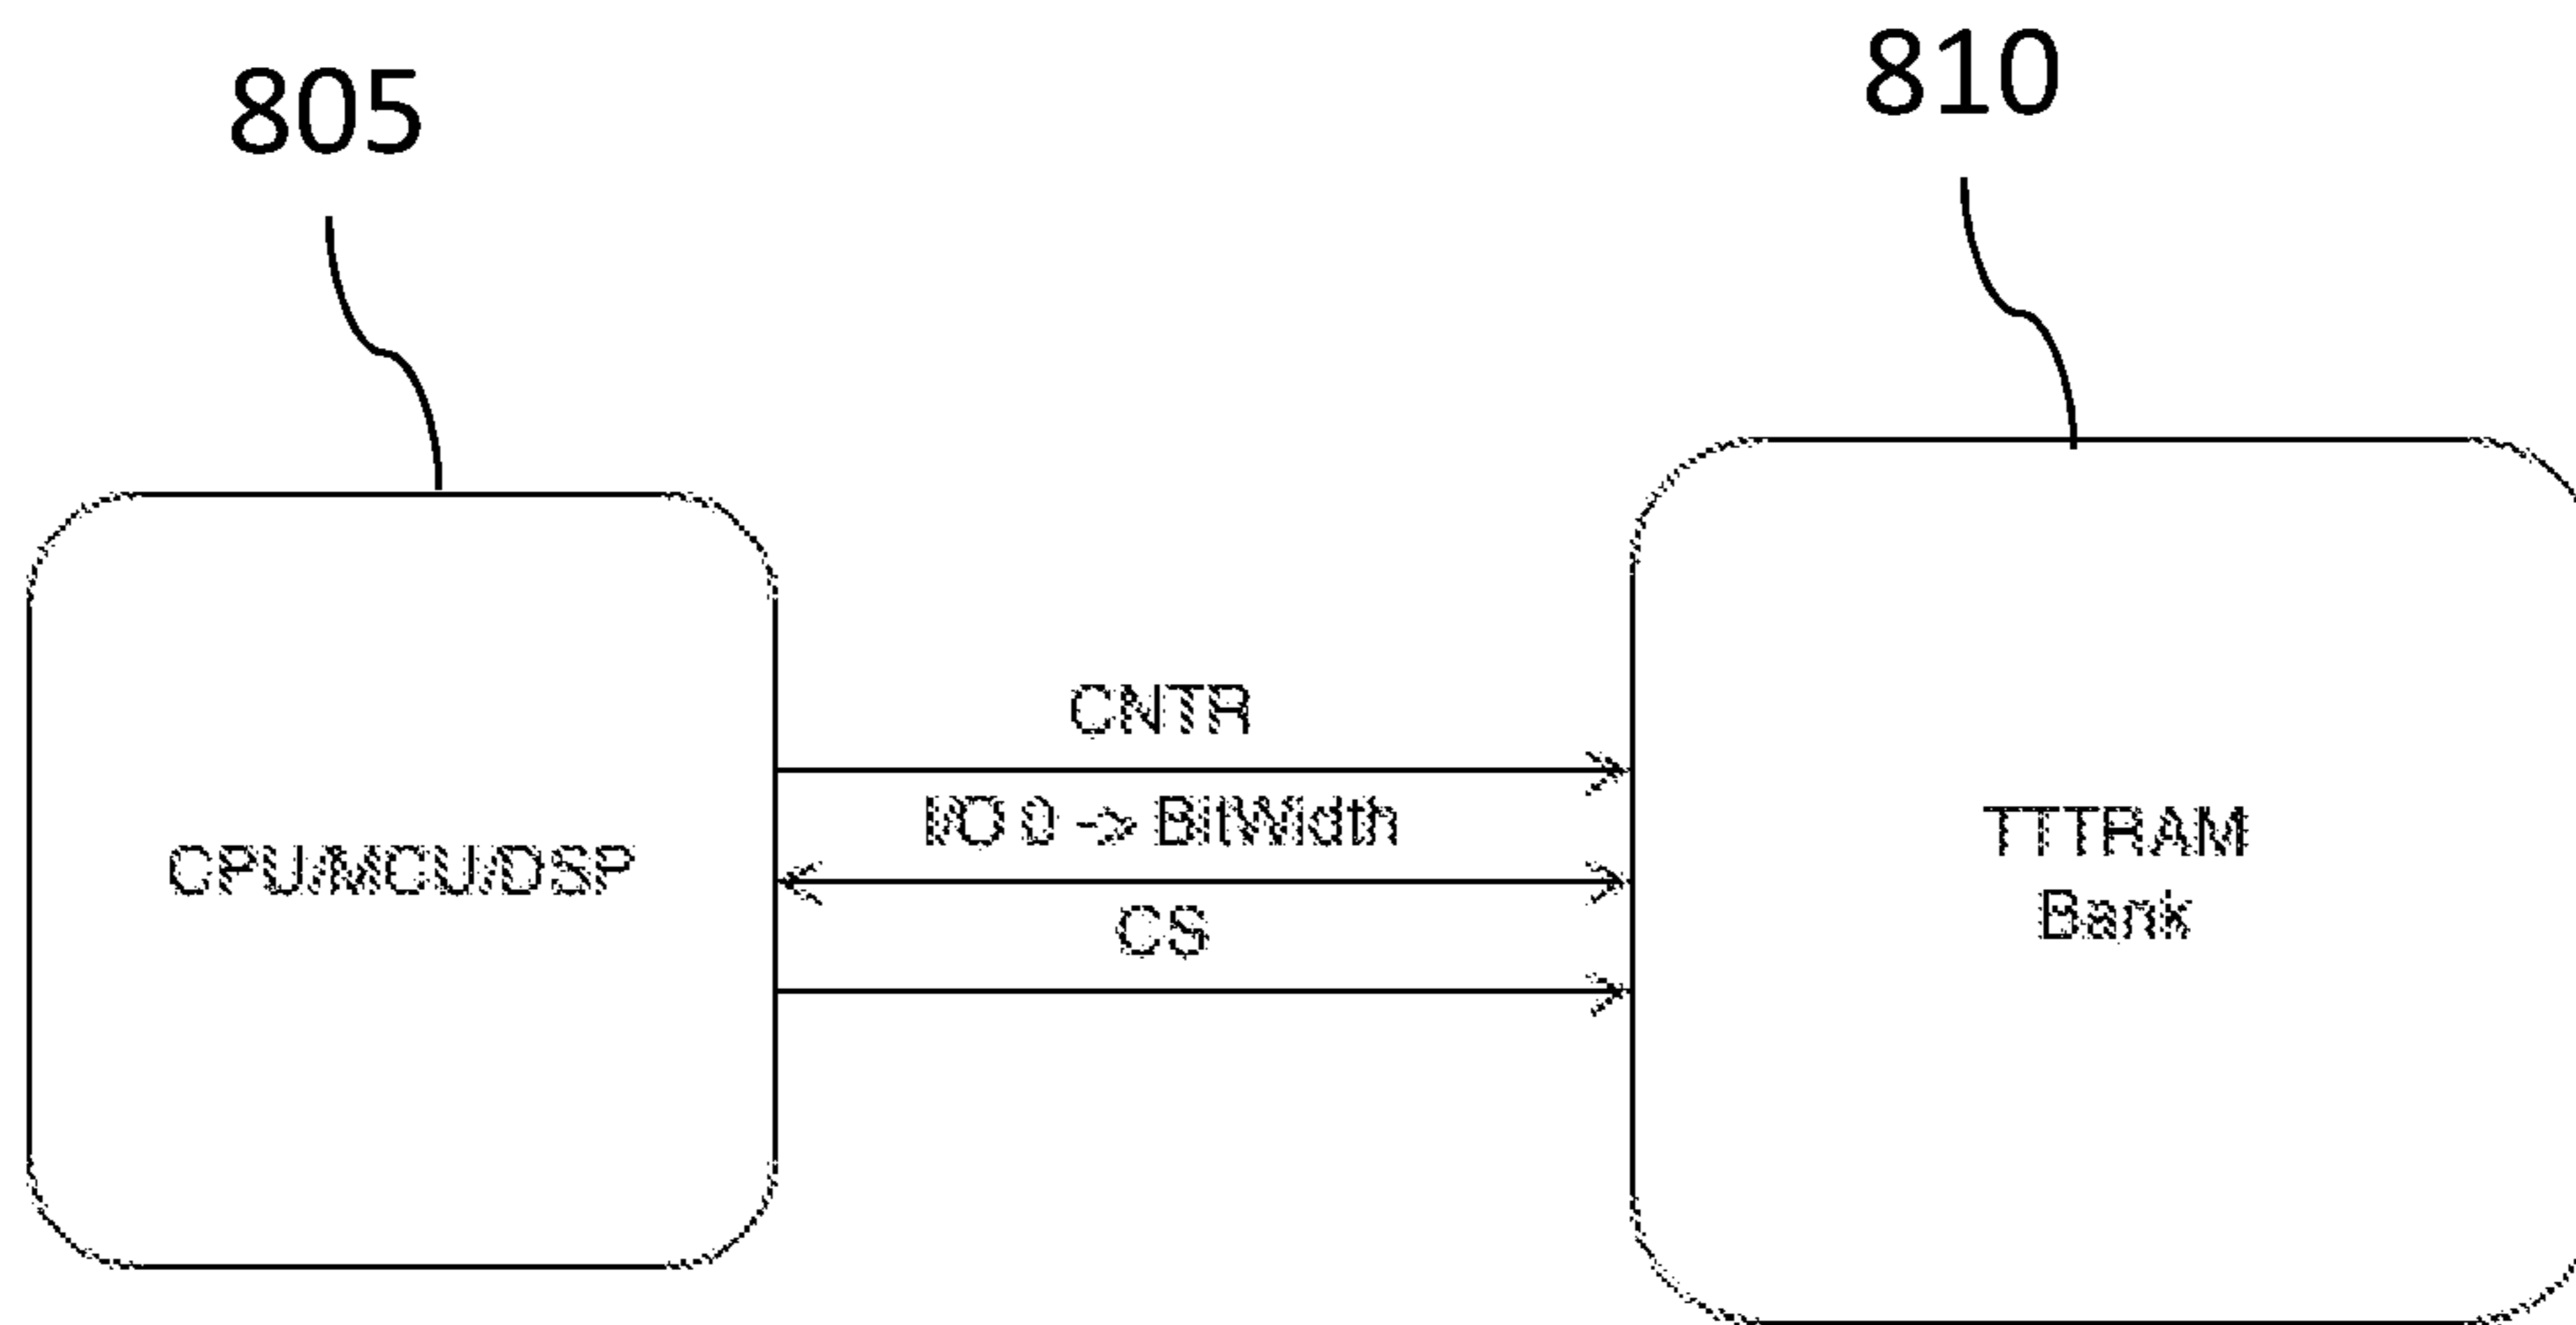 805
810
CNTR
I/O 0 -> BitWidth
CPU/MCU/DSP
CS
TTTRAM
Bank